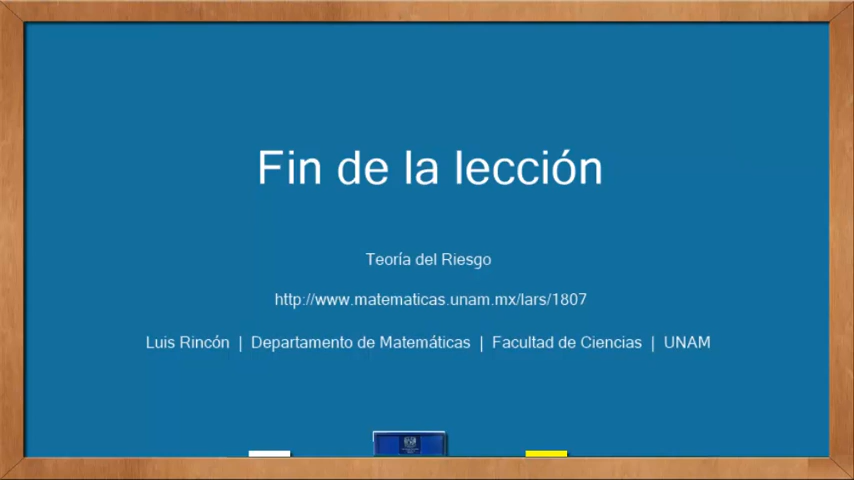 Fin de la lección
Teoría del Riesgo
http://www.matematicas.unam.mx/lars/1807
Luis Rincón | Departamento de Matemáticas | Facultad de Ciencias | UNAM